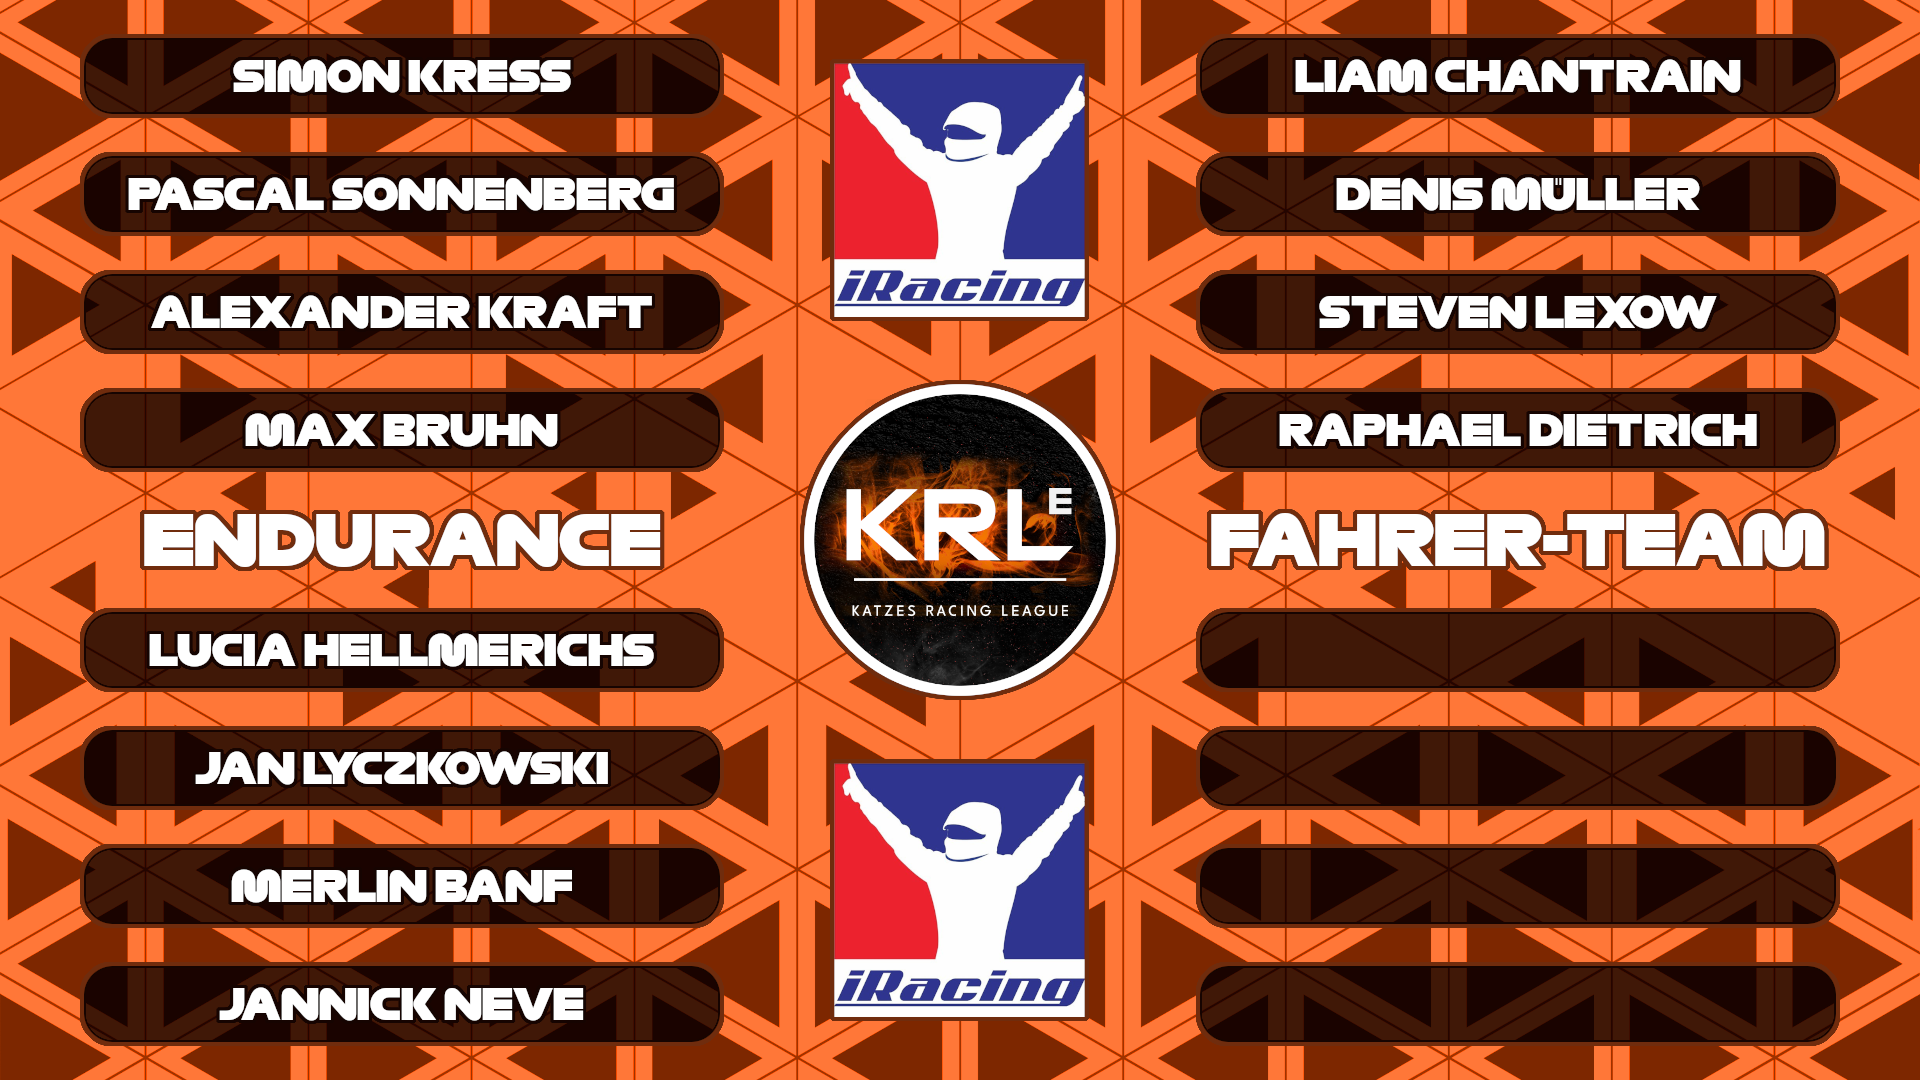 SIMON KRESS
PASCAL SONNENBERG
ALEXANDER KRAFT
MAX BRUHN
ENDURANCE
LUCIA HELLMERICHS
JAN LYCZKOWSKI
MERLIN BANF
JANNICK NEVE
iRacing
KRL E
KATZES RACING LEAGUE
iRacing
LIAM CHANTRAIN
DENIS MÜLLER
STEVEN LEXOW
RAPHAEL DIETRICH
FAHRER-TEAM